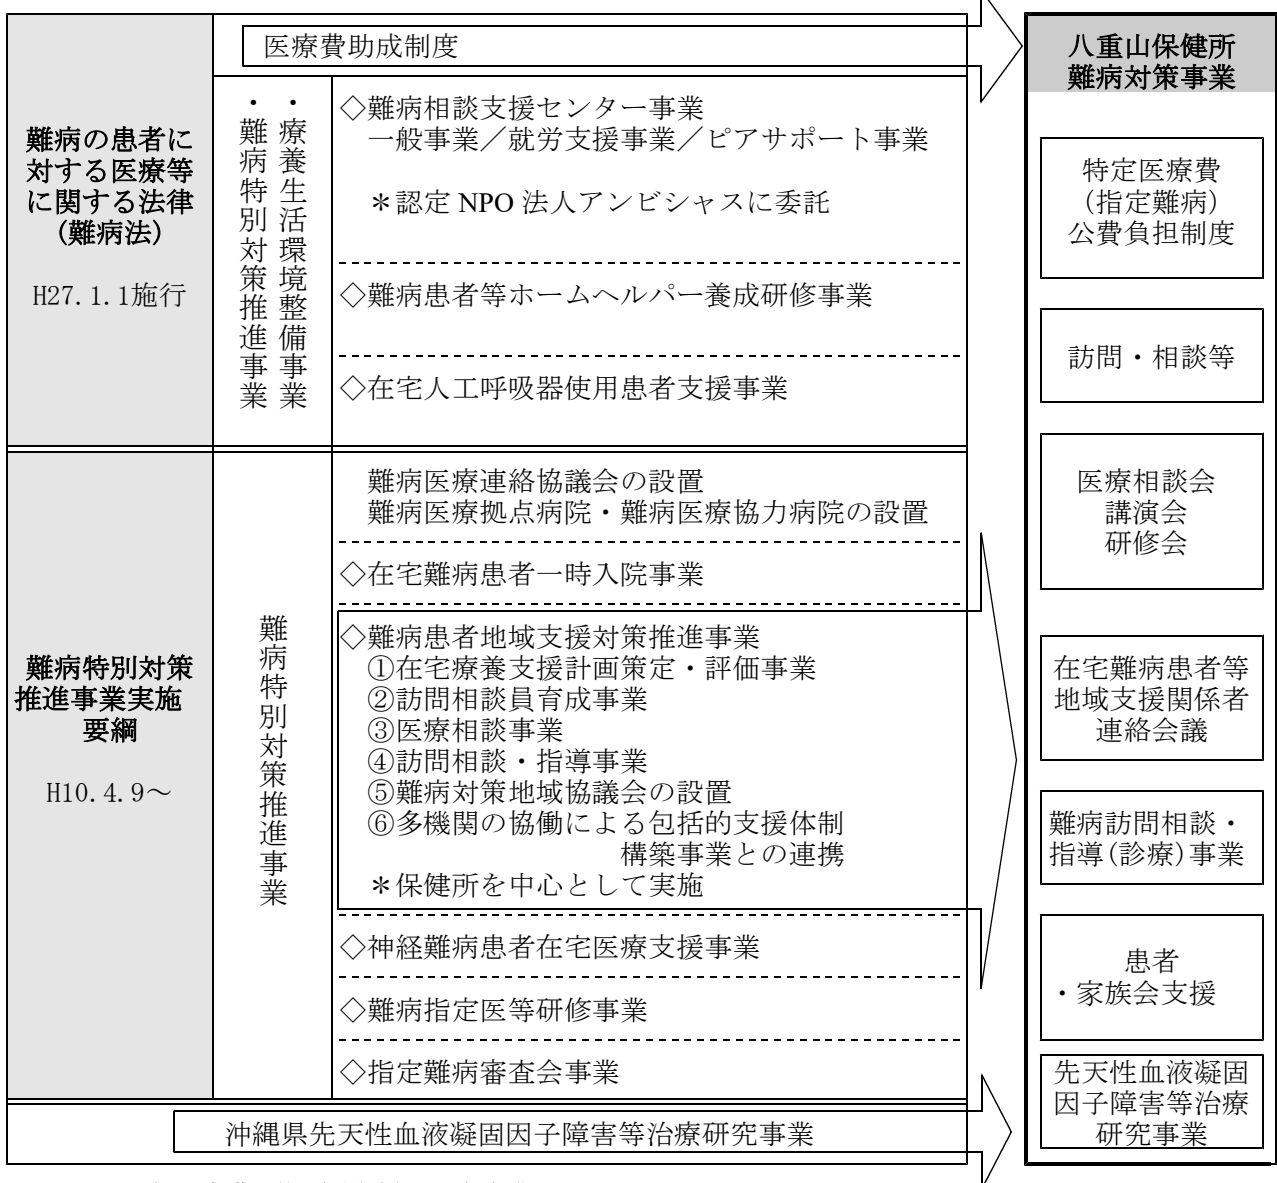 医療費助成制度
難病の患者に
対する医療等
に関する法律
(難病法)
H27.1.1施行
・療養生活環境整備事業
・難病特別対策推進事業
◇難病相談支援センター事業
一般事業／就労支援事業／ピアサポート事業
＊認定 NPO 法人アンビシャスに委託
◇難病患者等ホームヘルパー養成研修事業
◇在宅人工呼吸器使用患者支援事業
難病特別対策
推進事業実施
要綱
H10.4.9～
難病特別対策推進事業
難病医療連絡協議会の設置
難病医療拠点病院・難病医療協力病院の設置
◇在宅難病患者一時入院事業
◇難病患者地域支援対策推進事業
①在宅療養支援計画策定・評価事業
②訪問相談員育成事業
③医療相談事業
④訪問相談・指導事業
⑤難病対策地域協議会の設置
⑥多機関の協働による包括的支援体制
構築事業との連携
＊保健所を中心として実施
◇神経難病患者在宅医療支援事業
◇難病指定医等研修事業
◇指定難病審査会事業
沖縄県先天性血液凝固因子障害等治療研究事業
八重山保健所
難病対策事業
特定医療費
(指定難病)
公費負担制度
訪問・相談等
医療相談会
講演会
研修会
在宅難病患者等
地域支援関係者
連絡会議
難病訪問相談・
指導(診療)事業
患者
・家族会支援
先天性血液凝固
因子障害等治療
研究事業